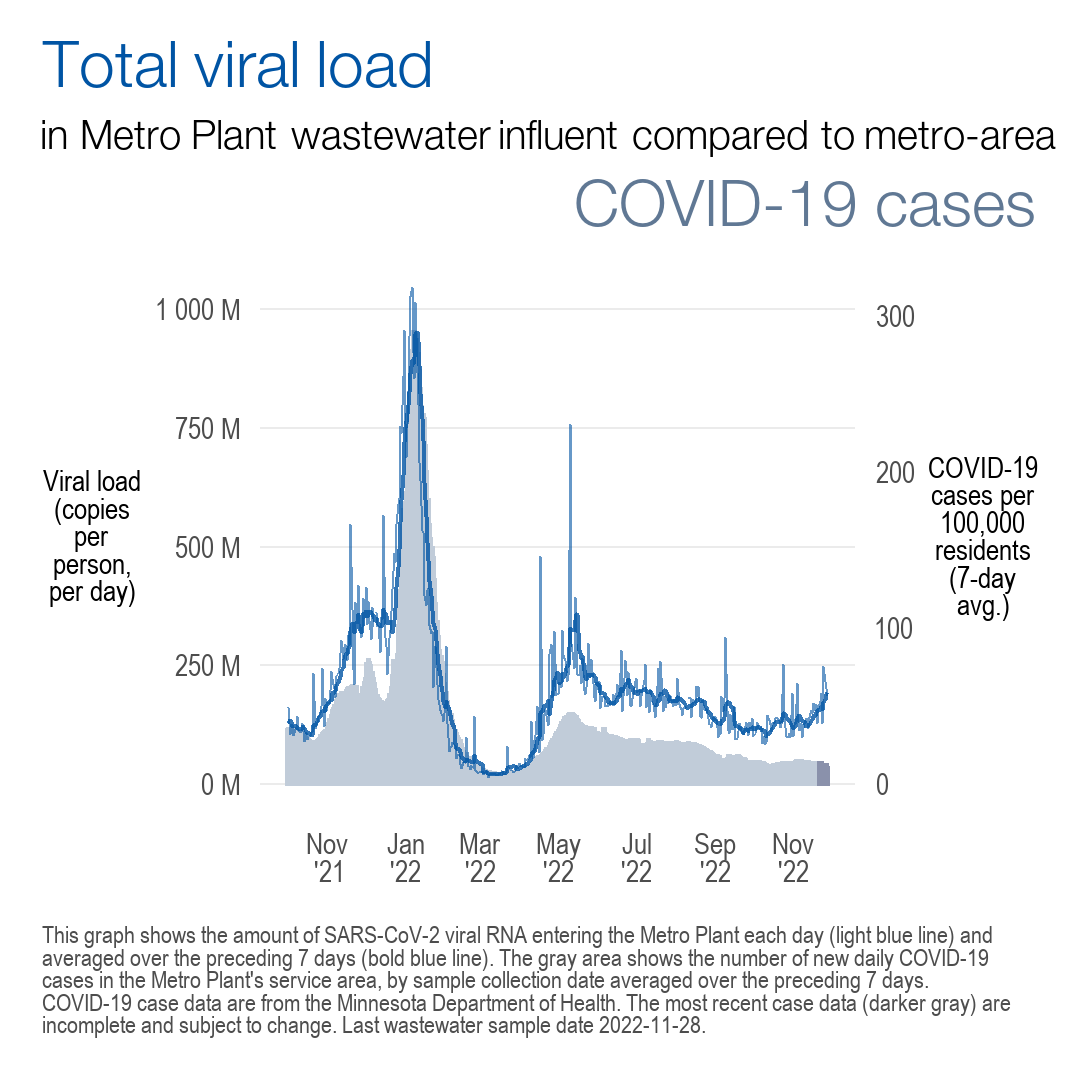 Total viral load
in Metro Plant wastewater influent compared to metro-area
COVID-19 cases
1 000 M
750 M
500 M
250 M
0 M
Viral load
(copies
per
person,
per day)
300
200
100
0
COVID-19
cases per
100,000
residents
(7-day
avg.)
Nov '21
Jan '22
Mar '22
May '22
Jul '22
Sep '22
Nov '22
This graph shows the amount of SARS-CoV-2 viral RNA entering the Metro Plant each day (light blue line) and
averaged over the preceding 7 days (bold blue line). The gray area shows the number of new daily COVID-19
cases in the Metro Plant's service area, by sample collection date averaged over the preceding 7 days.
COVID-19 case data are from the Minnesota Department of Health. The most recent case data (darker gray) are
incomplete and subject to change. Last wastewater sample date 2022-11-28.